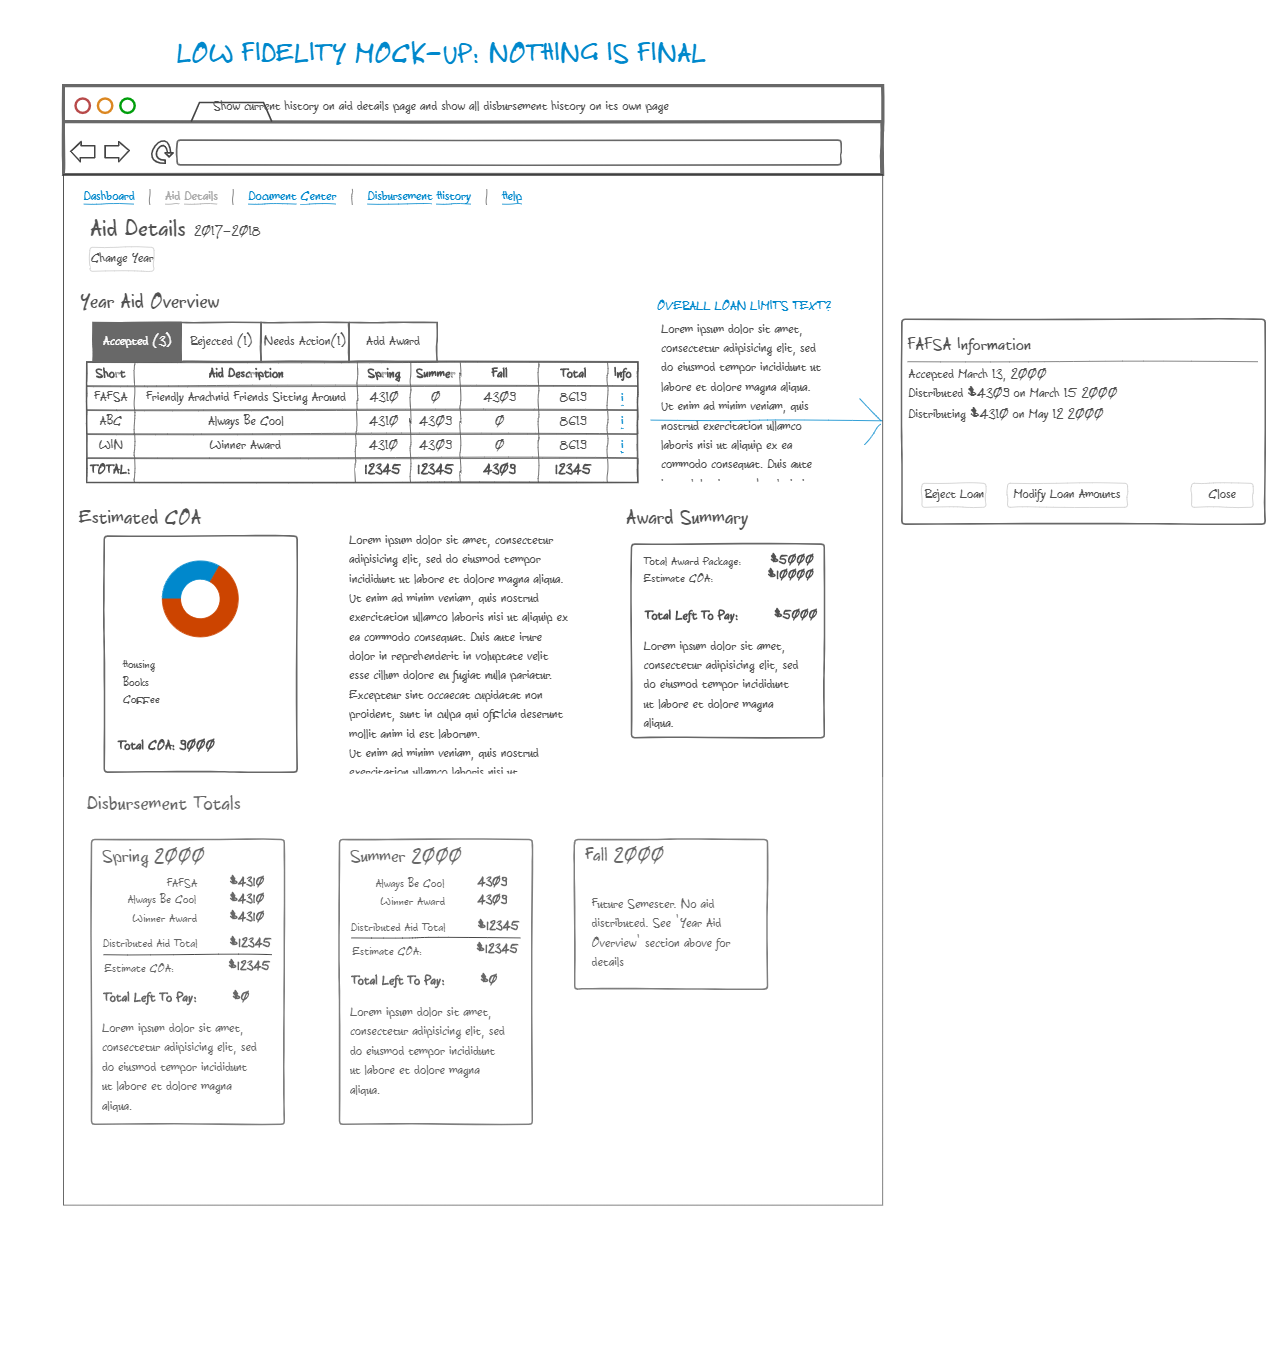 LOW FIDELITY MOCK-UP: NOTHING IS FINAL
Show current history on aid details page and show all disbursement history on its own page
Dashboard | Aid Details | Document Center | Disbursement History | Help
Aid Details 2017-2018
Change Year
Year Aid Overview
Accepted (3) Rejected (1) Needs Action(1) Add Award
Short Aid Description Spring Summer Fall Total Info
FAFSA Friendly Arachnid Friends Sitting Around 4310 0 4309 8619 i
ABC Always Be Cool 4310 4309 0 8619 i
WIN Winner Award 4310 4309 0 8619 i
TOTAL: 12345 12345 4309 12345
OVERALL LOAN LIMITS TEXT?
Lorem ipsum dolor sit amet,
consectetur adipisicing elit, sed
do eiusmod tempor incididunt ut
labore et dolore magna aliqua.
Ut enim ad minim veniam, quis
nostrud exercitation ullamco
laboris nisi ut aliquip ex ea
commodo consequat. Duis aute
FAFSA Information
Accepted March 13, 2000
Distributed $4309 on March 15 2000
Distributing $4310 on May 12 2000
Reject Loan Modify Loan Amounts Close
Estimated COA
Housing
Books
Coffee
Total COA: 9000
Lorem ipsum dolor sit amet, consectetur
adipisicing elit, sed do eiusmod tempor
incididunt ut labore et dolore magna aliqua.
Ut enim ad minim veniam, quis nostrud
exercitation ullamco laboris nisi ut aliquip ex
ea commodo consequat. Duis aute irure
dolor in reprehenderit in voluptate velit
esse cillum dolore eu fugiat nulla pariatur.
Excepteur sint occaecat cupidatat non
proident, sunt in culpa qui officia deserunt
mollit anim id est laborum.
Ut enim ad minim veniam, quis nostrud
exercitation ullamco laboris nisi ut
Award Summary
Total Award Package: $5000
Estimate COA: $10000
Total Left To Pay: $5000
Lorem ipsum dolor sit amet,
consectetur adipisicing elit, sed
do eiusmod tempor incididunt
ut labore et dolore magna
aliqua.
Disbursement Totals
Spring 2000
FAFSA $4310
Always Be Cool $4310
Winner Award $4310
Distributed Aid Total $12345
Estimate COA: $12345
Total Left To Pay: $0
Lorem ipsum dolor sit amet,
consectetur adipisicing elit, sed
do eiusmod tempor incididunt
ut labore et dolore magna
aliqua.
Summer 2000
Always Be Cool 4309
Winner Award 4309
Distributed Aid Total $12345
Estimate COA: $12345
Total Left To Pay: $0
Lorem ipsum dolor sit amet,
consectetur adipisicing elit, sed
do eiusmod tempor incididunt
ut labore et dolore magna
aliqua.
Fall 2000
Future Semester. No aid
distributed. See 'Year Aid
Overview' section above for
details